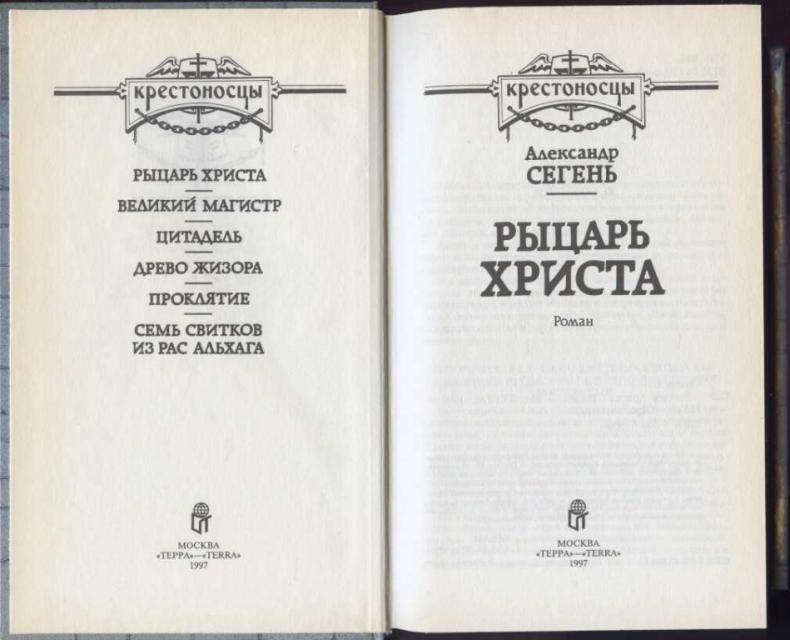 крестоносцы
РЫЦАРЬ ХРИСТА
ВЕЛИКИЙ МАГИСТР
ЦИТАДЕЛЬ
ДРЕВО ЖИЗОРА
ПРОКЛЯТИЕ
СЕМЬ СВИТКОВ
ИЗ РАС АЛЬХАГА
МОСКВА
«ТЕРРА»—«TERRA»
1997
крестоносцы
Александр
СЕГЕНЬ
РЫЦАРЬ
ХРИСТА
Роман
МОСКВА
«ТЕРРА»—«TERRA»
1997